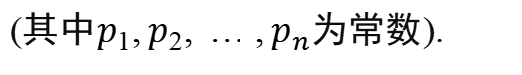 (其中p₁, p₂, … , pₙ为常数).